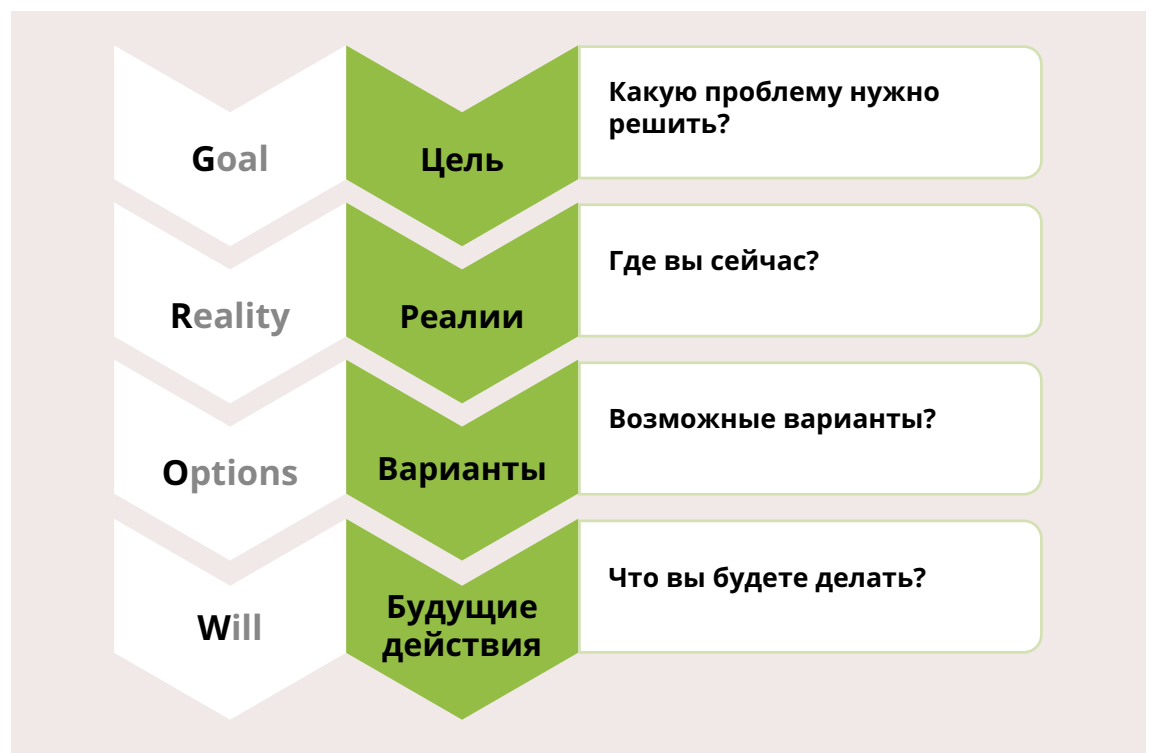 Goal
Цель
Какую проблему нужно
решить?
Reality
Реалии
Где вы сейчас?
Options
Варианты
Возможные варианты?
Will
Будущие
действия
Что вы будете делать?